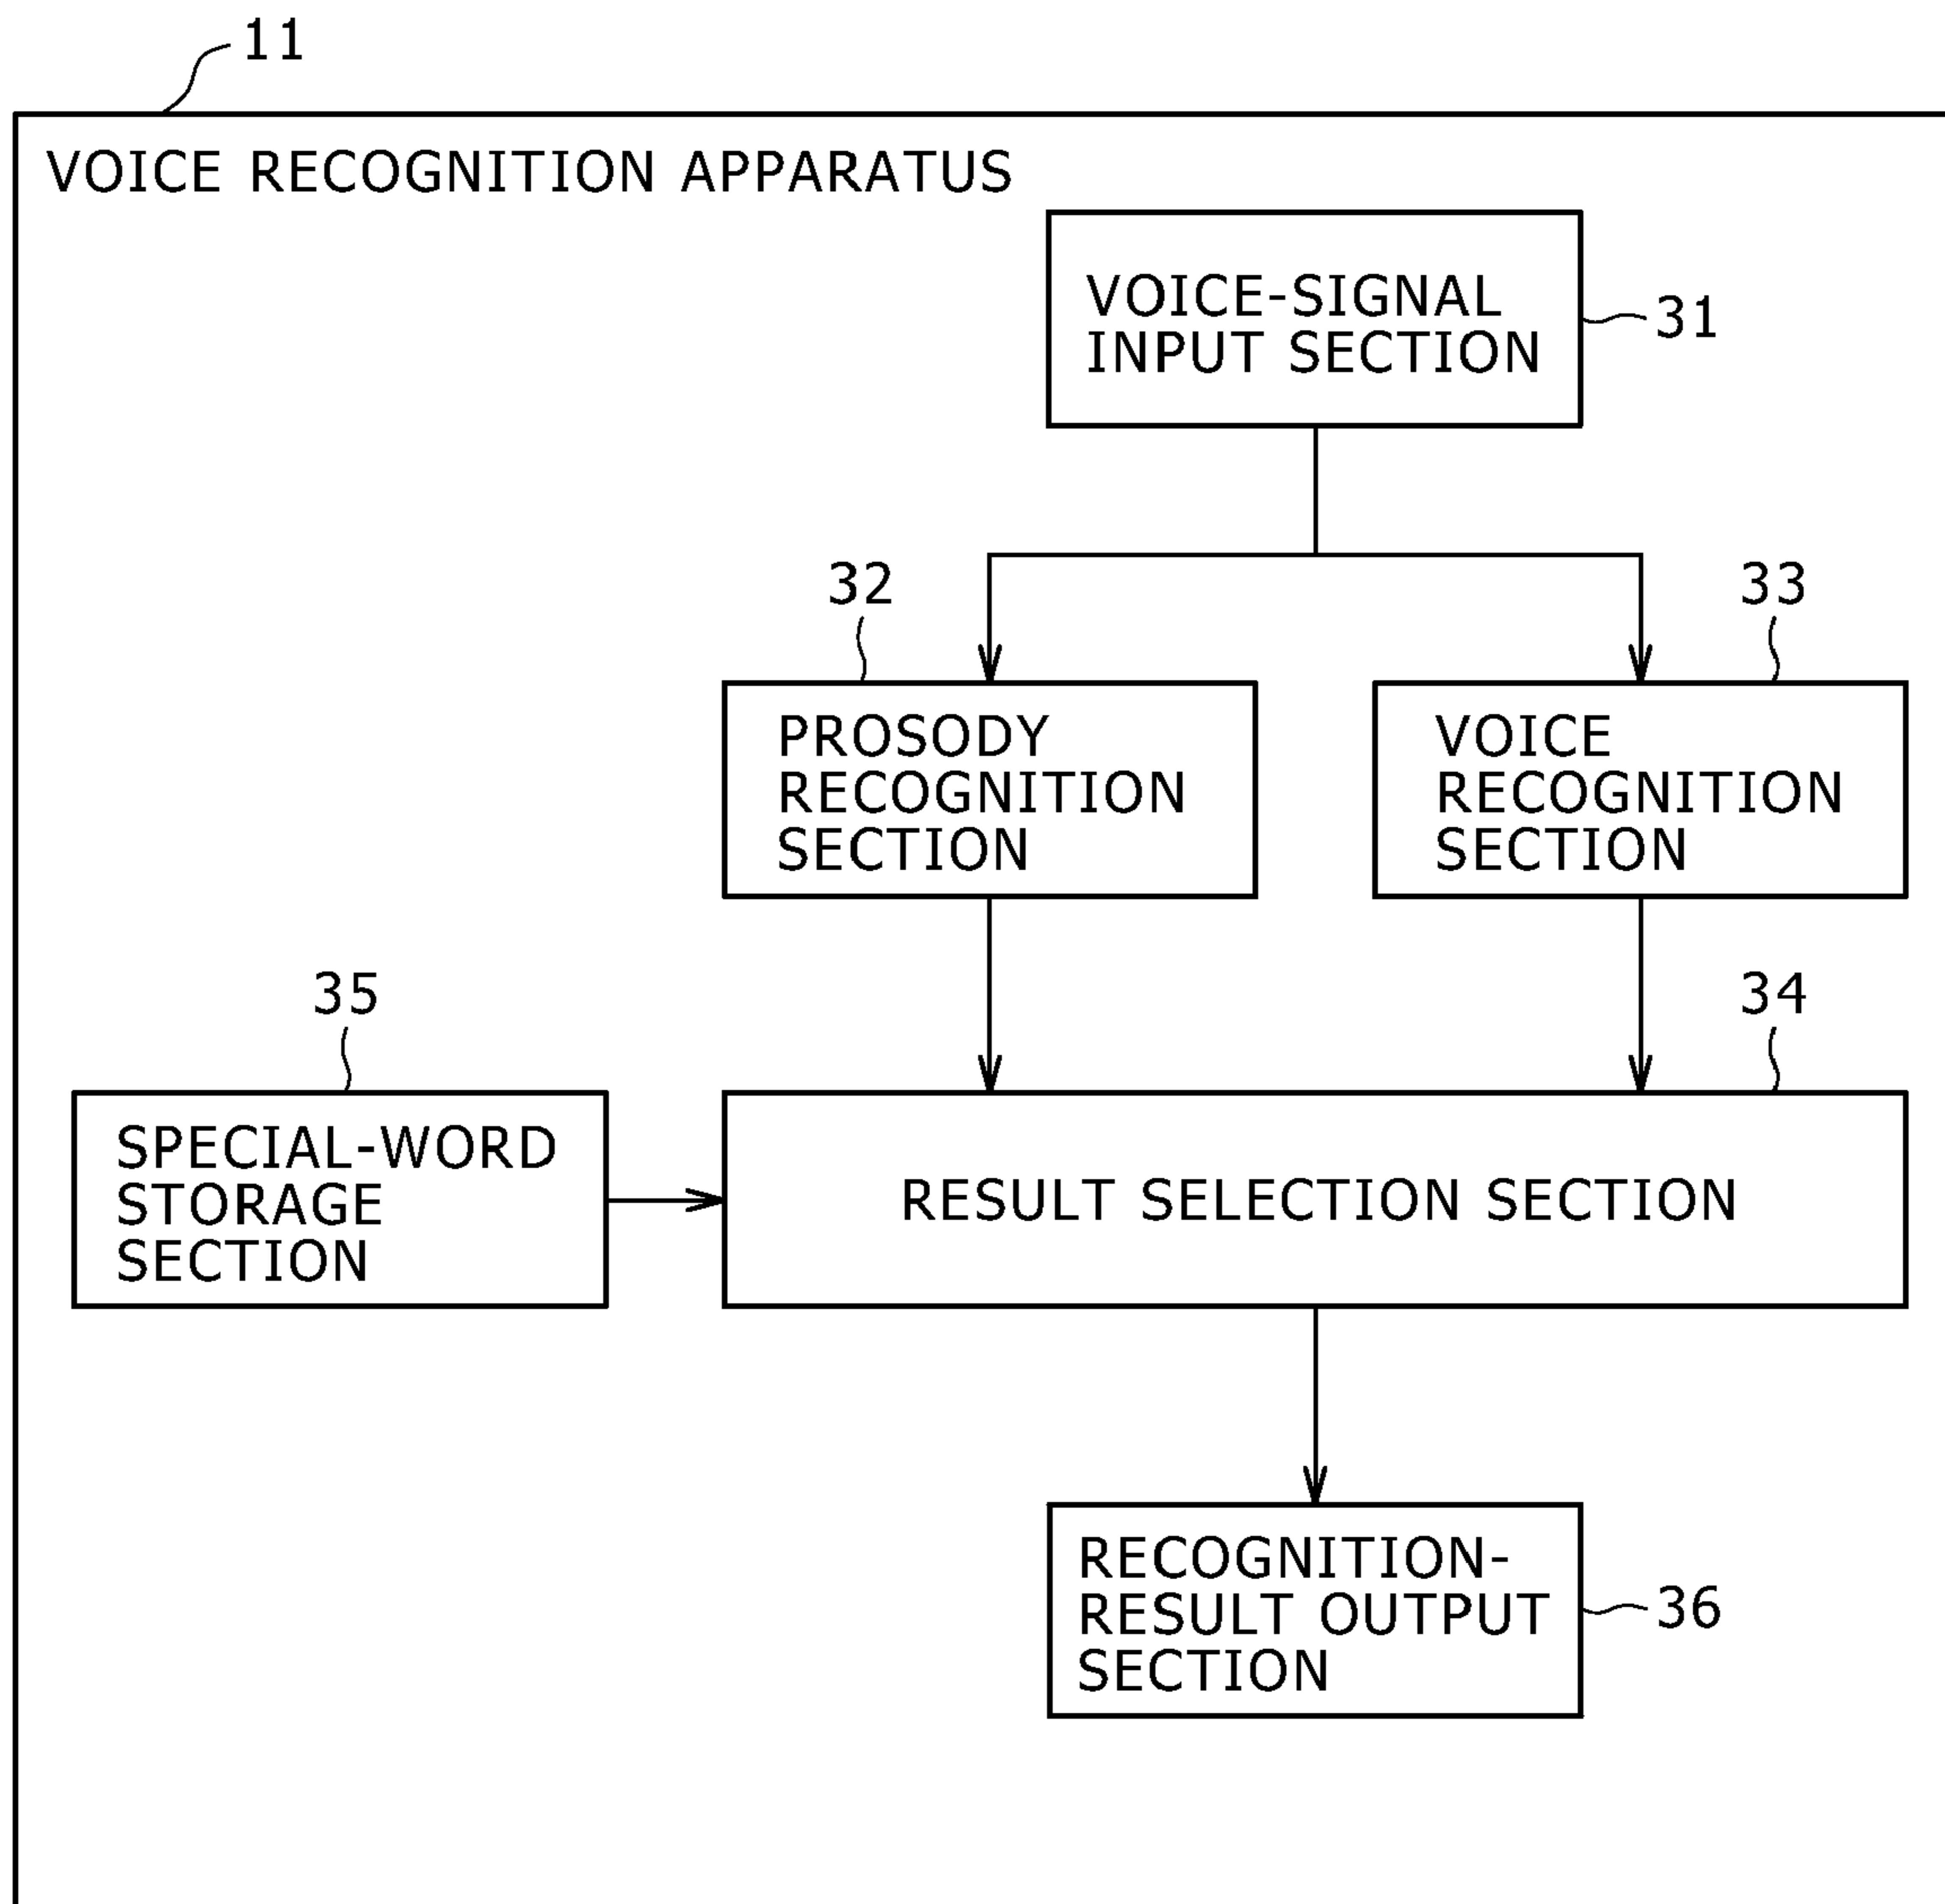 11
VOICE RECOGNITION APPARATUS
VOICE-SIGNAL
INPUT SECTION
31
32
33
PROSODY
RECOGNITION
SECTION
VOICE
RECOGNITION
SECTION
35
34
SPECIAL-WORD
STORAGE
SECTION
RESULT SELECTION SECTION
RECOGNITION-
RESULT OUTPUT
SECTION
36